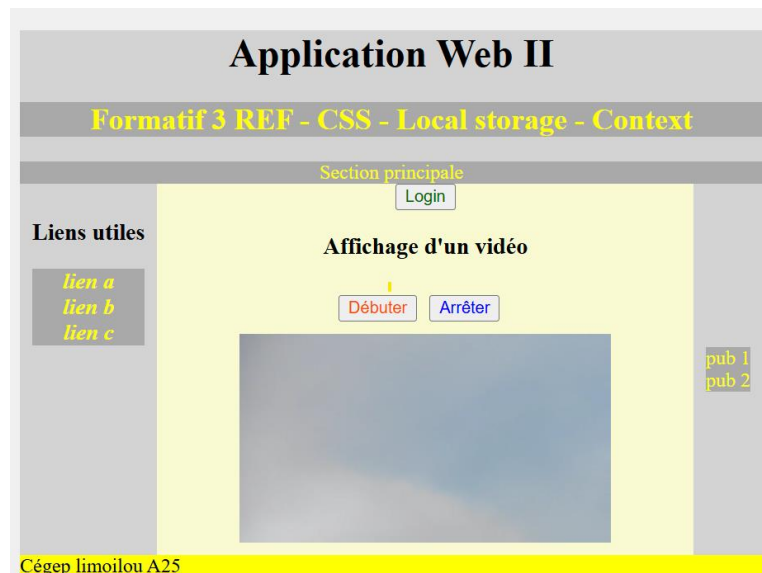 Application Web II
Formatif 3 REF - CSS - Local storage - Context
Section principale
Login
Liens utiles
Affichage d'un vidéo
lien a
lien b
lien c
Débuter
Arrêter
pub 1
pub 2
Cégep limoilou A25